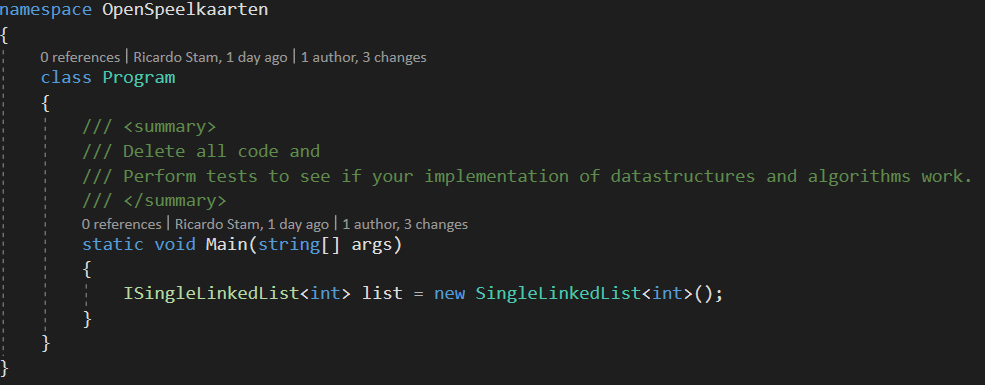 namespace OpenSpeelkaarten
{
0 references | Ricardo Stam, 1 day ago | 1 author, 3 changes
class Program
{
/// <summary>
/// Delete all code and
/// Perform tests to see if your implementation of datastructures and algorithms work.
/// </summary>
0 references | Ricardo Stam, 1 day ago | 1 author, 3 changes
static void Main(string[] args)
{
ISingleLinkedList<int> list = new SingleLinkedList<int>();
}
}
}